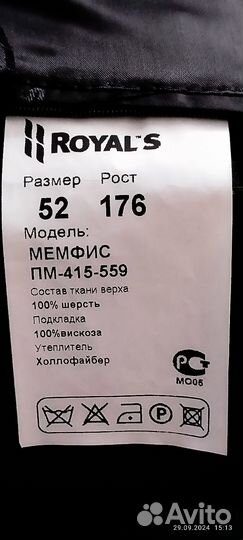 ROYAL'S
Размер Рост
52 176
Модель:
МЕМФИС
ПМ-415-559
Состав ткани верха
100% шерсть
Подкладка
100%вискоза
Утеплитель
Холлофайбер
МО05
P
Avito
29.09.2024 15:13